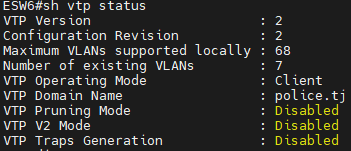 ESW6#sh vtp status
VTP Version : 2
Configuration Revision : 2
Maximum VLANs supported locally : 68
Number of existing VLANs : 7
VTP Operating Mode : Client
VTP Domain Name : police.tj
VTP Pruning Mode : Disabled
VTP V2 Mode : Disabled
VTP Traps Generation : Disabled